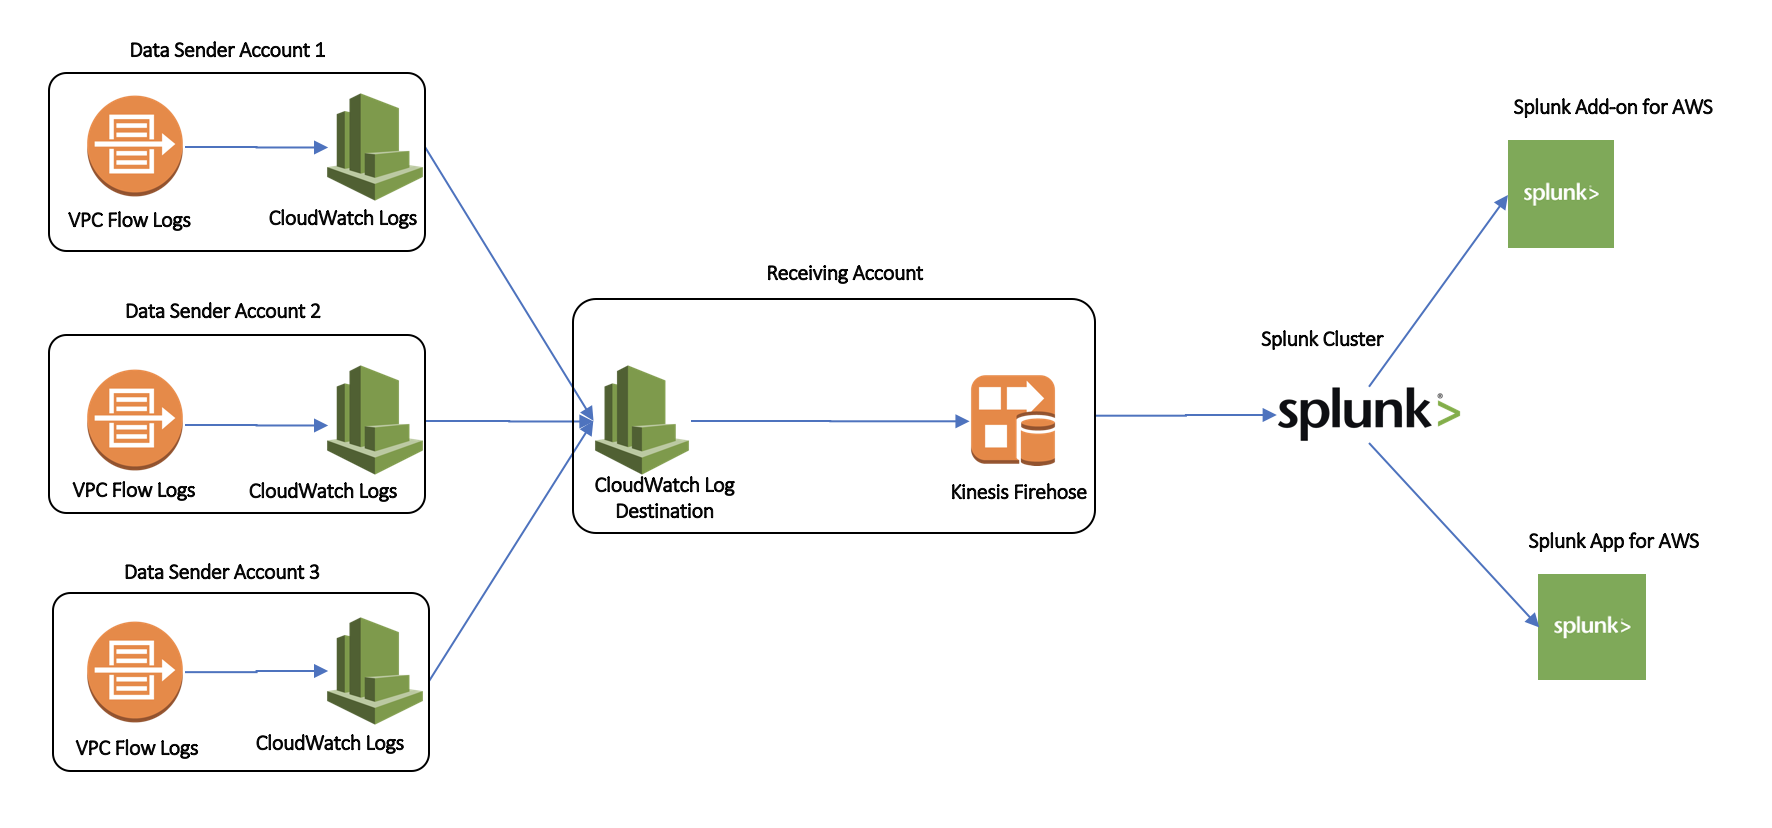 Data Sender Account 1
VPC Flow Logs
CloudWatch Logs
Data Sender Account 2
VPC Flow Logs
CloudWatch Logs
Data Sender Account 3
VPC Flow Logs
CloudWatch Logs
Receiving Account
CloudWatch Log
Destination
Kinesis Firehose
Splunk Cluster
splunk>
Splunk Add-on for AWS
splunk>
Splunk App for AWS
splunk>